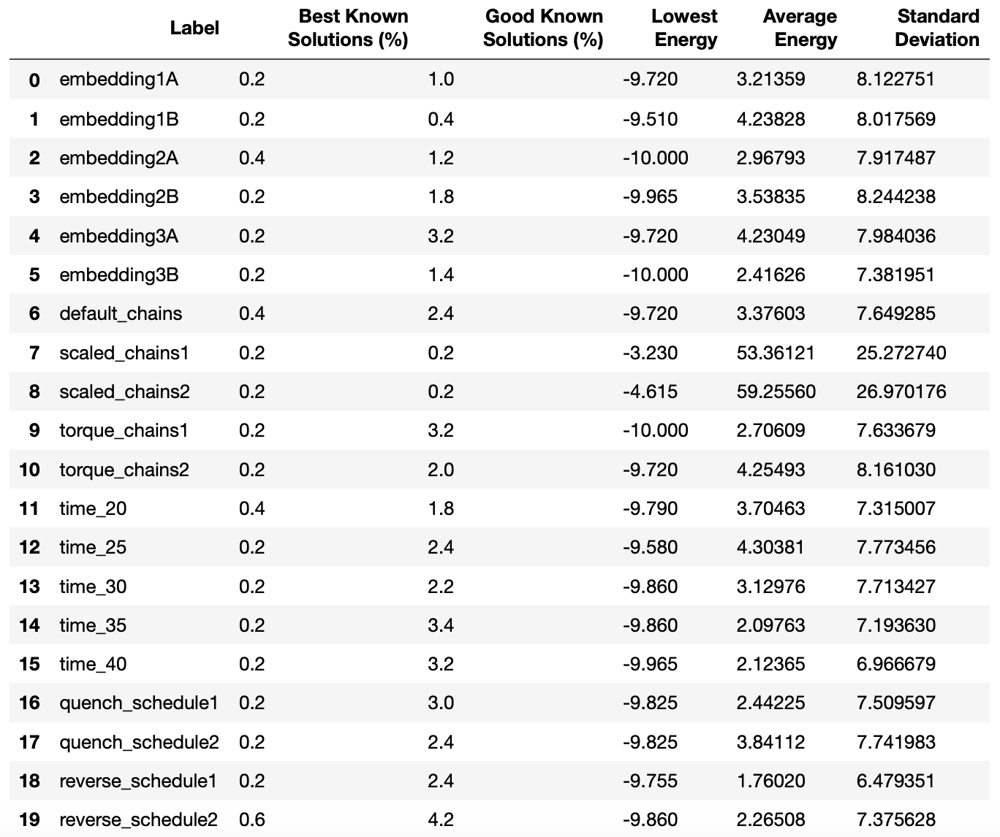 Label Best Known Solutions (%) Good Known Solutions (%) Lowest Energy Average Energy Standard Deviation
0 embedding1A 0.2 1.0 -9.720 3.21359 8.122751
1 embedding1B 0.2 0.4 -9.510 4.23828 8.017569
2 embedding2A 0.4 1.2 -10.000 2.96793 7.917487
3 embedding2B 0.2 1.8 -9.965 3.53835 8.244238
4 embedding3A 0.2 3.2 -9.720 4.23049 7.984036
5 embedding3B 0.2 1.4 -10.000 2.41626 7.381951
6 default_chains 0.4 2.4 -9.720 3.37603 7.649285
7 scaled_chains1 0.2 0.2 -3.230 53.36121 25.272740
8 scaled_chains2 0.2 0.2 -4.615 59.25560 26.970176
9 torque_chains1 0.2 3.2 -10.000 2.70609 7.633679
10 torque_chains2 0.2 2.0 -9.720 4.25493 8.161030
11 time_20 0.4 1.8 -9.790 3.70463 7.315007
12 time_25 0.2 2.4 -9.580 4.30381 7.773456
13 time_30 0.2 2.2 -9.860 3.12976 7.713427
14 time_35 0.2 3.4 -9.860 2.09763 7.193630
15 time_40 0.2 3.2 -9.965 2.12365 6.966679
16 quench_schedule1 0.2 3.0 -9.825 2.44225 7.509597
17 quench_schedule2 0.2 2.4 -9.825 3.84112 7.741983
18 reverse_schedule1 0.2 2.4 -9.755 1.76020 6.479351
19 reverse_schedule2 0.6 4.2 -9.860 2.26508 7.375628